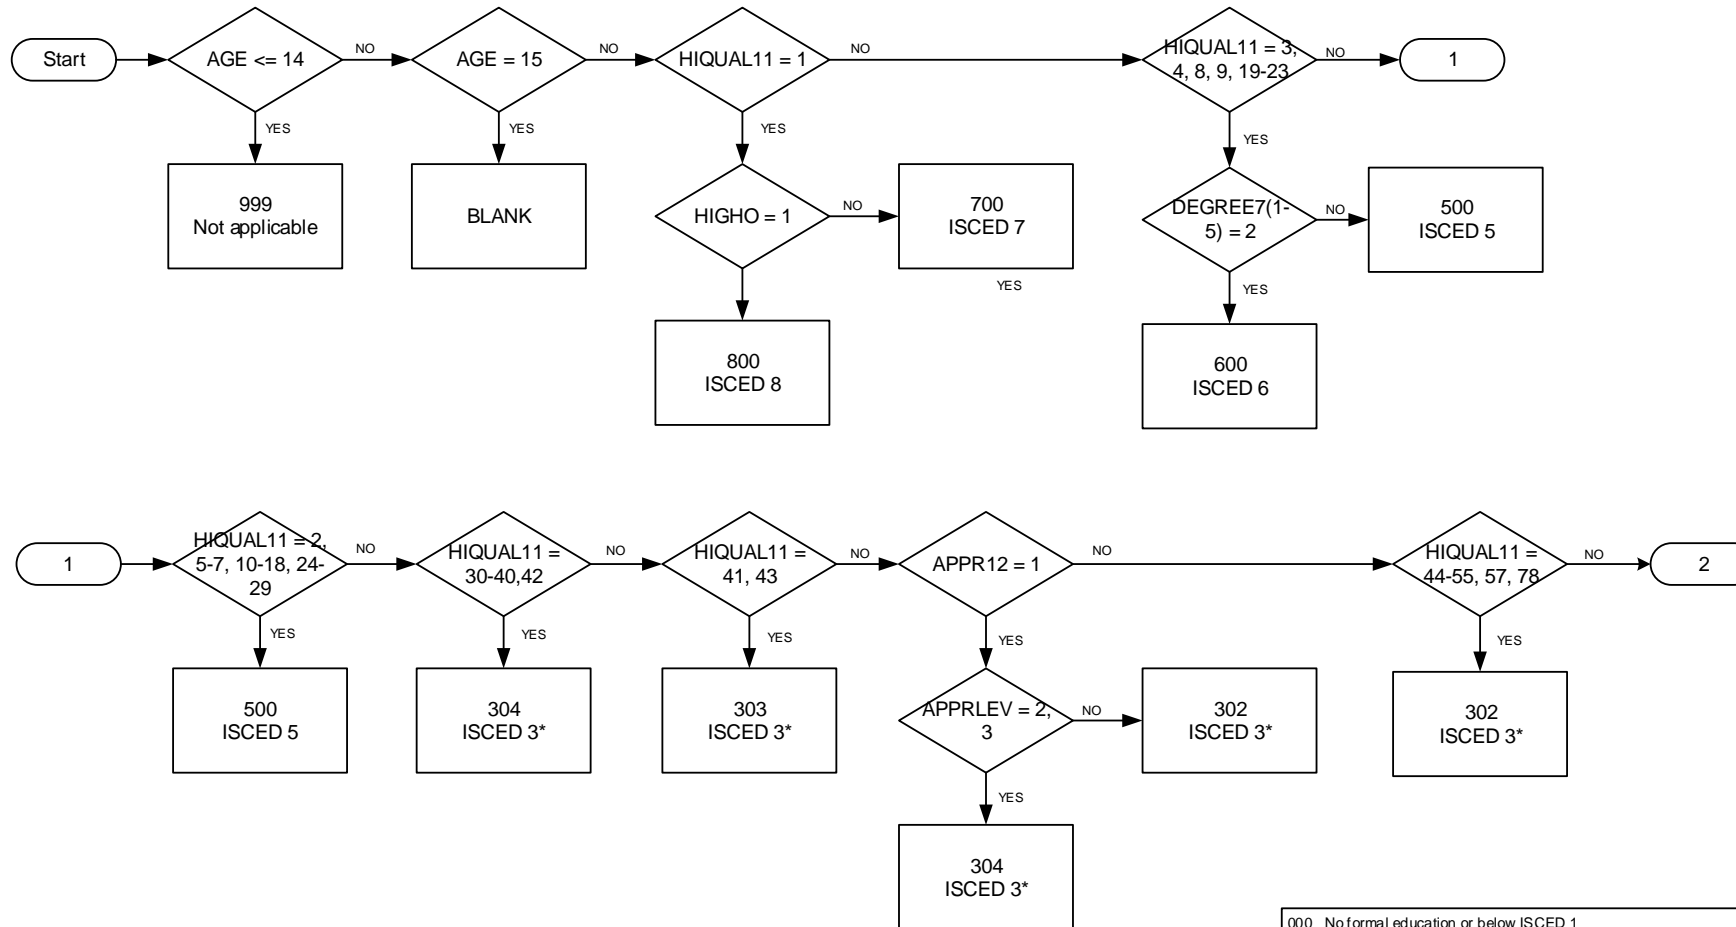 Start
AGE <= 14
NO
AGE = 15
NO
HIQUAL11 = 1
NO
HIQUAL11 = 3,
4, 8, 9, 19-23
NO
1
YES
YES
YES
YES
999
Not applicable
BLANK
HIGHO = 1
NO
700
ISCED 7
DEGREE7(1-
5) = 2
NO
500
ISCED 5
YES
YES
800
ISCED 8
600
ISCED 6
1
HIQUAL11 = 2,
5-7, 10-18, 24-
29
NO
HIQUAL11 =
30-40,42
NO
HIQUAL11 =
41, 43
NO
APPR12 = 1
NO
HIQUAL11 =
44-55, 57, 78
NO
2
YES
YES
YES
YES
YES
500
ISCED 5
304
ISCED 3*
303
ISCED 3*
APPRLEV = 2,
3
NO
302
ISCED 3*
302
ISCED 3*
YES
304
ISCED 3*
000 No formal education or below ISCED 1